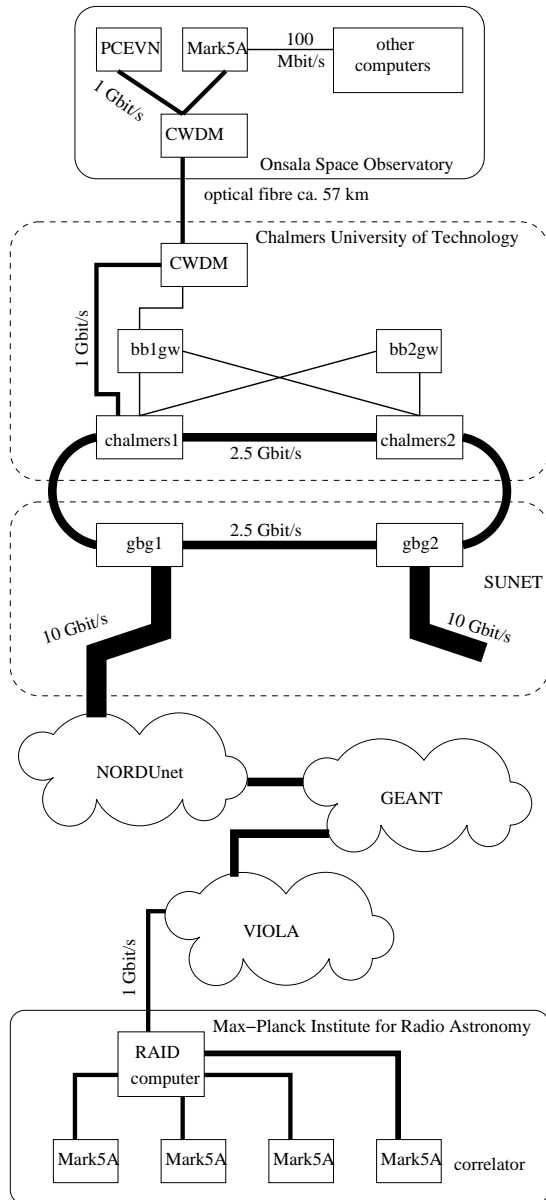 PCEVN
Mark5A
100
Mbit/s
other
computers
1 Gbit/s
CWDM
Onsala Space Observatory
optical fibre ca. 57 km
Chalmers University of Technology
CWDM
1 Gbit/s
bb1gw
bb2gw
chalmers1
2.5 Gbit/s
chalmers2
gbg1
2.5 Gbit/s
gbg2
SUNET
10 Gbit/s
10 Gbit/s
NORDUnet
GEANT
VIOLA
1 Gbit/s
Max−Planck Institute for Radio Astronomy
RAID
computer
Mark5A
Mark5A
Mark5A
Mark5A
correlator